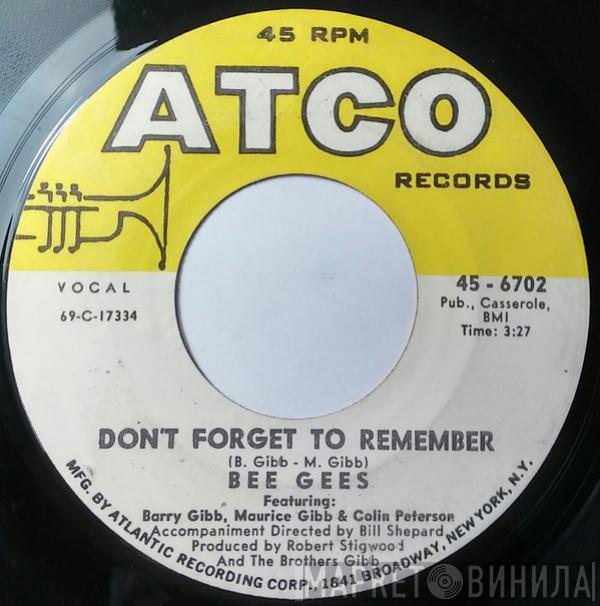 45 RPM
ATCO
RECORDS
VOCAL
69-C-17334
45 - 6702
Pub., Casserole,
BMI
Time: 3:27
DON'T FORGET TO REMEMBER
(B. Gibb - M. Gibb)
BEE GEES
Featuring:
Barry Gibb, Maurice Gibb & Colin Peterson
Accompaniment Directed by Bill Shepard
Produced by Robert Stigwood
And The Brothers Gibb
MFG. BY ATLANTIC RECORDING CORP., 1841 BROADWAY, NEW YORK, N.Y.
МАРКЕТ ВИНИЛА